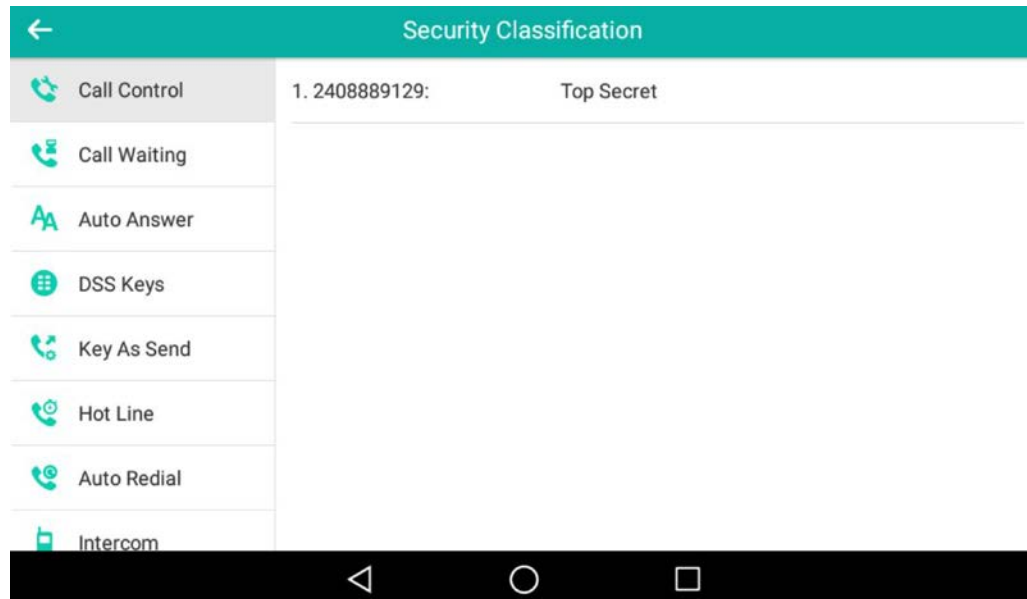 Security Classification
Call Control
1. 2408889129: Top Secret
Call Waiting
Auto Answer
DSS Keys
Key As Send
Hot Line
Auto Redial
Intercom